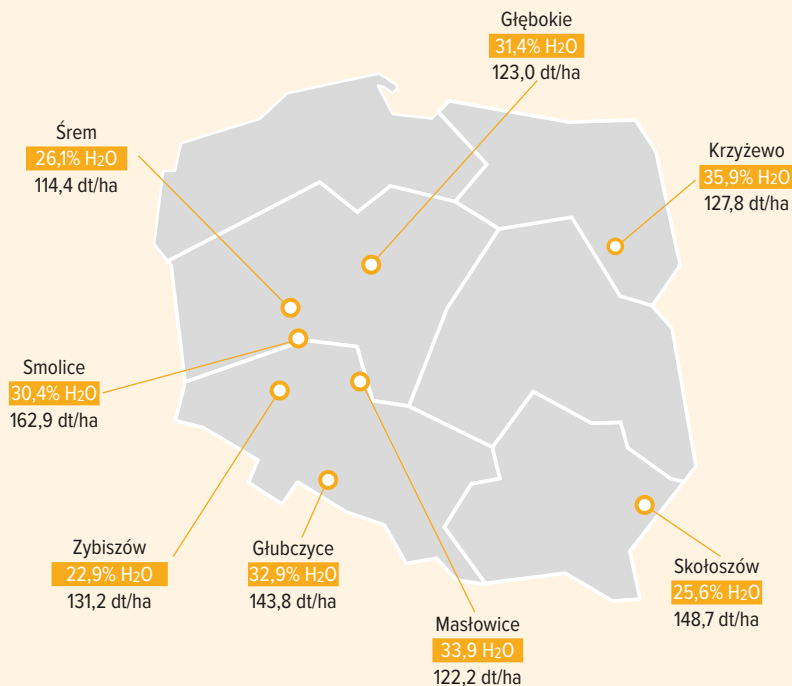 Głębokie
31,4% H2O
123,0 dt/ha
Śrem
26,1% H2O
114,4 dt/ha
Krzyżewo
35,9% H2O
127,8 dt/ha
Smolice
30,4% H2O
162,9 dt/ha
Zybiszów
22,9% H2O
131,2 dt/ha
Głubczyce
32,9% H2O
143,8 dt/ha
Skołoszów
25,6% H2O
148,7 dt/ha
Masłowice
33,9 H2O
122,2 dt/ha